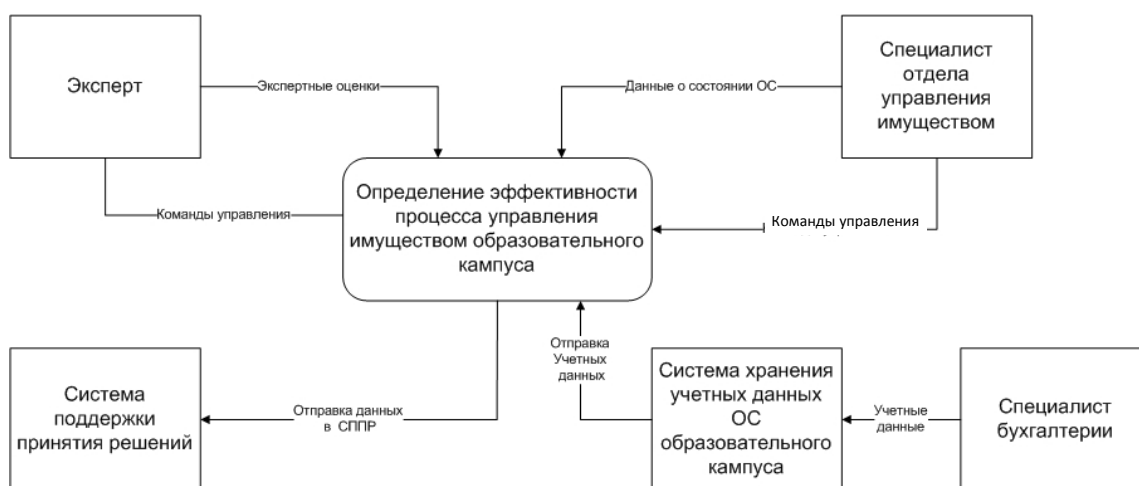 Эксперт
Экспертные оценки
Данные о состоянии ОС
Специалист
отдела
управления
имуществом
Определение эффективности
процесса управления
имуществом образовательного
кампуса
Команды управления
Команды управления
Система
поддержки
принятия решений
Отправка данных
в СППР
Отправка
Учетных
данных
Система хранения
учетных данных
ОС
образовательного
кампуса
Учетные
данные
Специалист
бухгалтерии